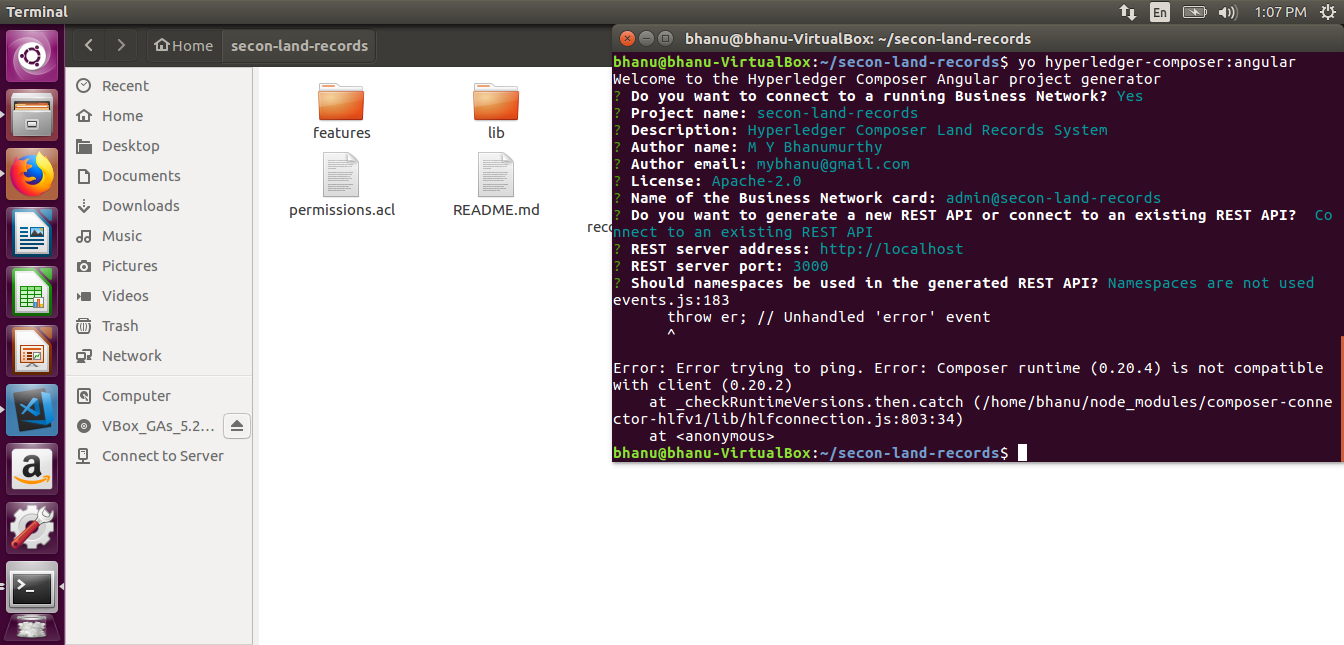 Terminal
En
1:07 PM
Home
secon-land-records
Recent
Home
Desktop
Documents
Downloads
Music
Pictures
Videos
Trash
Network
Computer
VBox_GAs_5.2...
Connect to Server
features
lib
permissions.acl
README.md
reco
bhanu@bhanu-VirtualBox: ~/secon-land-records
bhanu@bhanu-VirtualBox:~/secon-land-records$ yo hyperledger-composer:angular
Welcome to the Hyperledger Composer Angular project generator
? Do you want to connect to a running Business Network? Yes
? Project name: secon-land-records
? Description: Hyperledger Composer Land Records System
? Author name: M Y Bhanumurthy
? Author email: mybhanu@gmail.com
? License: Apache-2.0
? Name of the Business Network card: admin@secon-land-records
? Do you want to generate a new REST API or connect to an existing REST API?  Co
nnect to an existing REST API
? REST server address: http://localhost
? REST server port: 3000
? Should namespaces be used in the generated REST API? Namespaces are not used
events.js:183
      throw er; // Unhandled 'error' event
      ^
Error: Error trying to ping. Error: Composer runtime (0.20.4) is not compatible
with client (0.20.2)
    at _checkRuntimeVersions.then.catch (/home/bhanu/node_modules/composer-conne
ctor-hlfv1/lib/hlfconnection.js:803:34)
    at <anonymous>
bhanu@bhanu-VirtualBox:~/secon-land-records$